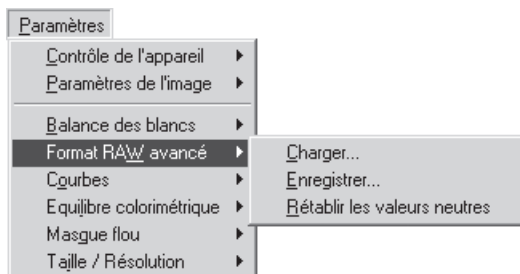 Paramètres
Contrôle de l'appareil
Paramètres de l'image
Balance des blancs
Format RAW avancé
Charger...
Courbes
Enregistrer...
Equilibre colorimétrique
Rétablir les valeurs neutres
Masque flou
Taille / Résolution